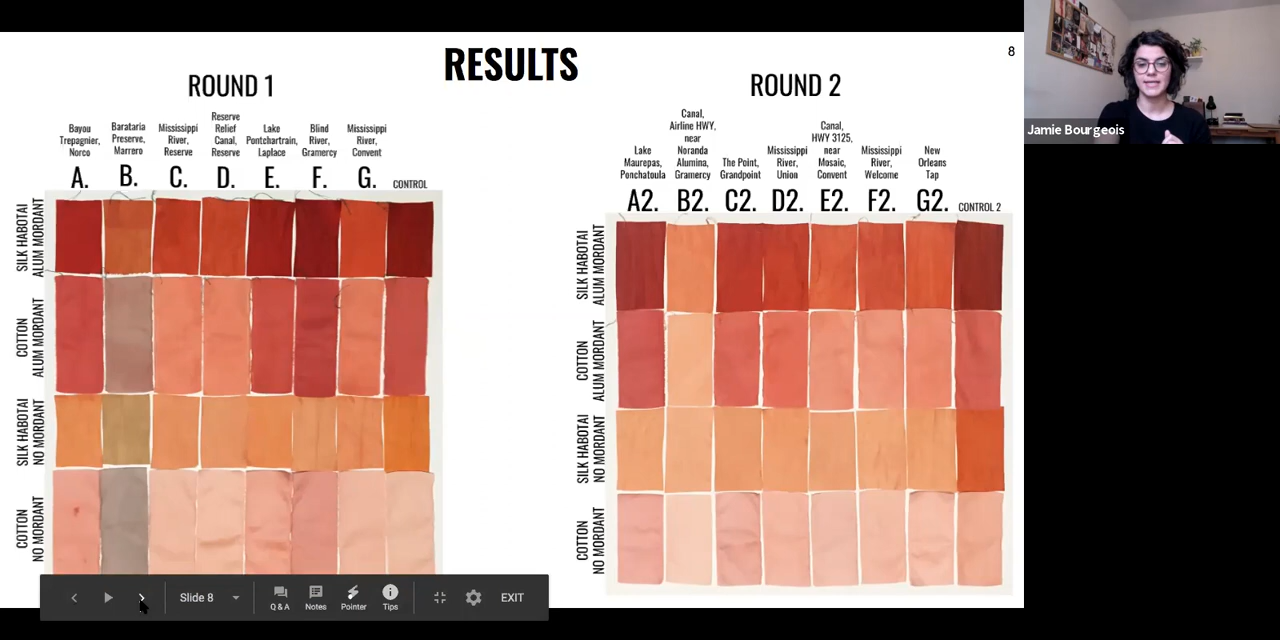 RESULTS
8
ROUND 1
Bayou
Trepagnier,
Norco
A.
Barataria
Preserve,
Marrero
B.
Mississippi
River,
Reserve
C.
Reserve
Relief
Canal,
Reserve
D.
Lake
Pontchartrain,
Laplace
E.
Blind
River,
Gramercy
F.
Mississippi
River,
Convent
G.
CONTROL
SILK HABOTAI
ALUM MORDANT
COTTON
ALUM MORDANT
SILK HABOTAI
NO MORDANT
COTTON
NO MORDANT
ROUND 2
Lake
Maurepas,
Ponchatoula
A2.
Canal,
Airline HWY,
near
Noranda
Alumina,
Gramercy
B2.
The Point,
Grandpoint
C2.
Mississippi
River,
Union
D2.
Canal,
HWY 3125,
near
Mosaic,
Convent
E2.
Mississippi
River,
Welcome
F2.
New
Orleans
Tap
G2.
CONTROL 2
SILK HABOTAI
ALUM MORDANT
COTTON
ALUM MORDANT
SILK HABOTAI
NO MORDANT
COTTON
NO MORDANT
Jamie Bourgeois
Slide 8
Q & A
Notes
Pointer
Tips
EXIT